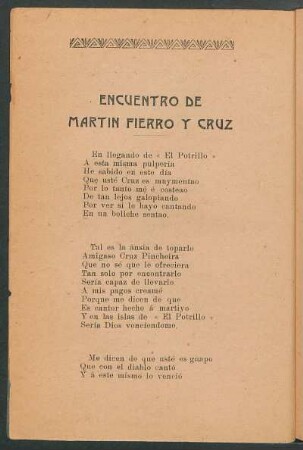 ENCUENTRO DE
MARTIN FIERRO Y CRUZ
En llegando de « El Potrillo »
A esta misma pulpería
He sabido en este día
Que usté Cruz es muymentao
Por lo tanto me é costeao
De tan lejos galopiando
Por ver si le hayo cantando
En un boliche sentao.
Tal es la ánsia de toparlo
Amigaso Cruz Pincheira
Que no sé que le ofreciera
Tan solo por encontrarlo
Sería capaz de llevarlo
A mis pagos creamé
Porque me dicen de que
Es cantor hecho á martiyo
Y en las islas de « El Potrillo »
Sería Dios venciendome.
Me dicen de que usté es guapo
Que con el diablo cantó
Y á este mismo lo venció